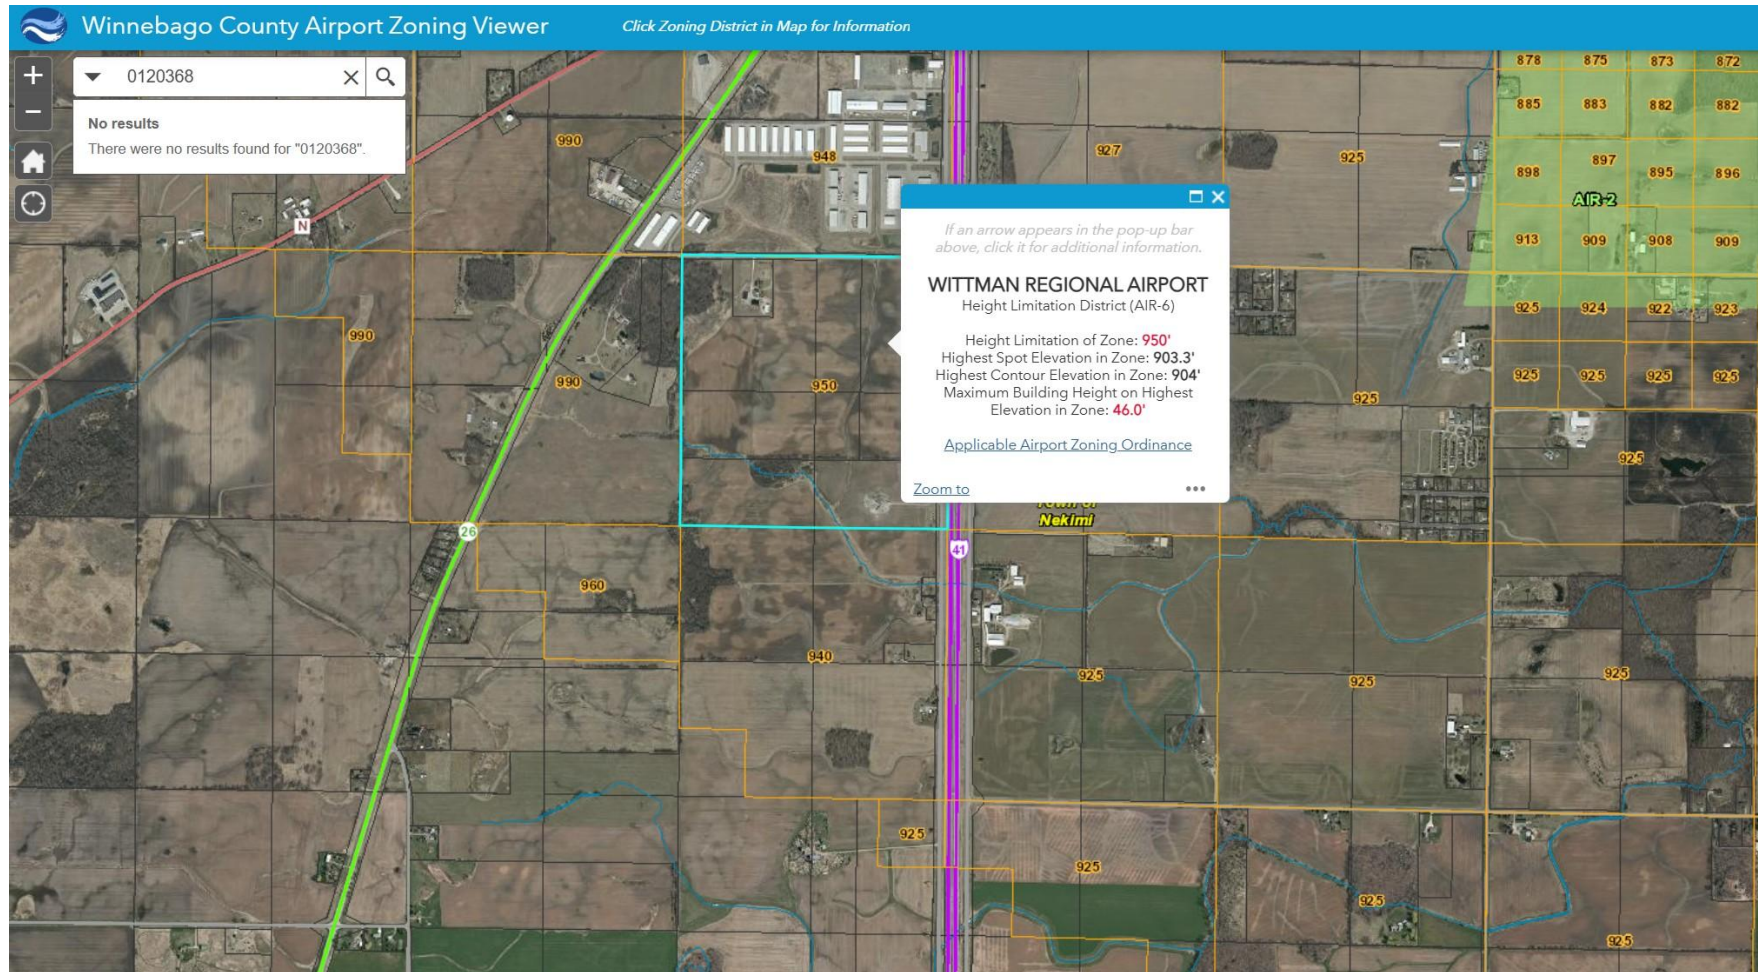 Winnebago County Airport Zoning Viewer
Click Zoning District in Map for Information
+
0120368
−
No results
There were no results found for "0120368".
878 875 873 872
885 883 882 882
990
948
927
925
898 897 895 896
AIR-2
N
913 909 908 909
If an arrow appears in the pop-up bar
above, click it for additional information.
WITTMAN REGIONAL AIRPORT
Height Limitation District (AIR-6)
Height Limitation of Zone: 950'
Highest Spot Elevation in Zone: 903.3'
Highest Contour Elevation in Zone: 904'
Maximum Building Height on Highest
Elevation in Zone: 46.0'
Applicable Airport Zoning Ordinance
Zoom to
925 924 922 923
990
990
950
925
925 925 925 925
925
Town of
Nekimi
26
41
960
940
925
925
925
925
925
925
925